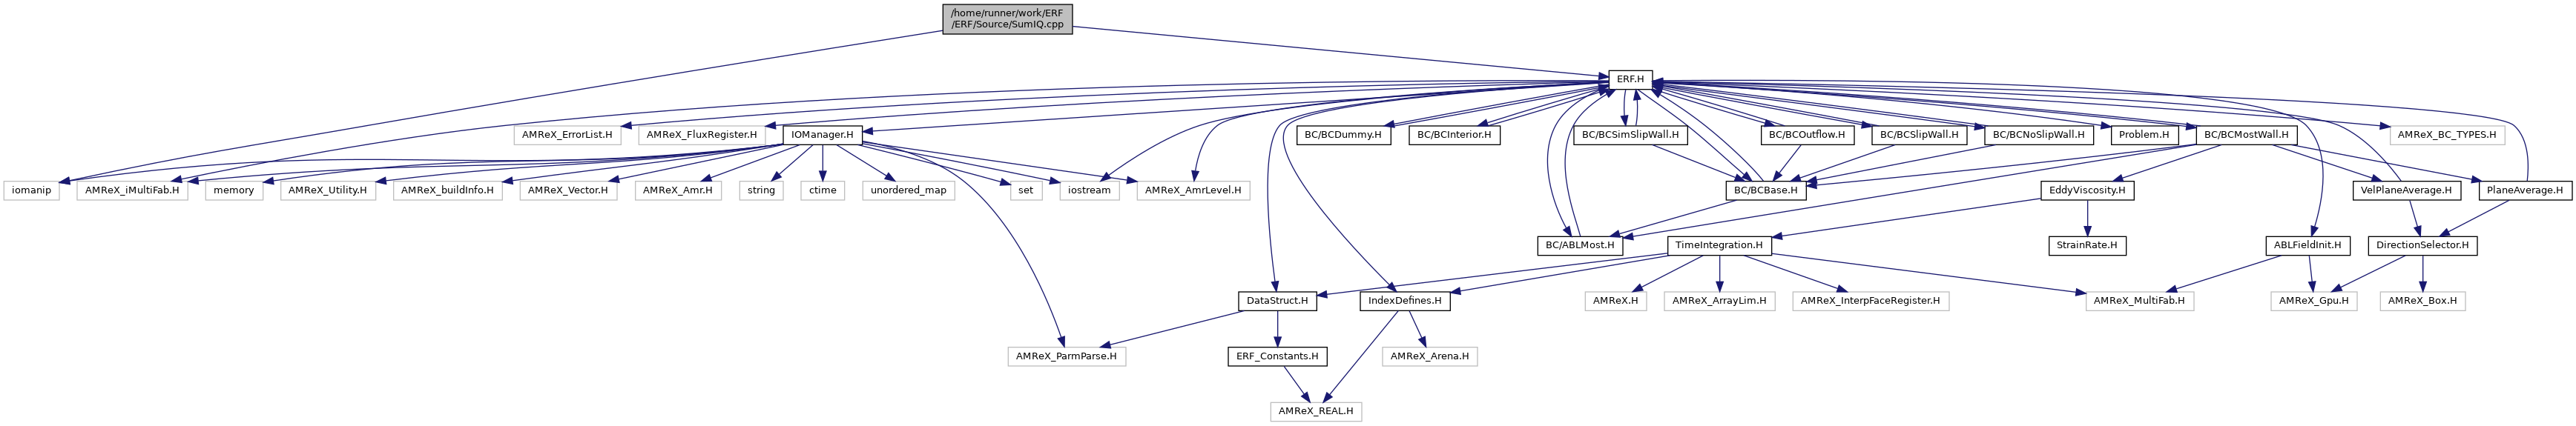 /home/runner/work/ERF
/ERF/Source/SumIQ.cpp
ERF.H
AMReX_ErrorList.H
AMReX_FluxRegister.H
IOManager.H
BC/BCDummy.H
BC/BCInterior.H
BC/BCSimSlipWall.H
BC/BCOutflow.H
BC/BCSlipWall.H
BC/BCNoSlipWall.H
Problem.H
BC/BCMostWall.H
AMReX_BC_TYPES.H
iomanip
AMReX_iMultiFab.H
memory
AMReX_Utility.H
AMReX_buildInfo.H
AMReX_Vector.H
AMReX_Amr.H
string
ctime
unordered_map
set
iostream
AMReX_AmrLevel.H
BC/BCBase.H
EddyViscosity.H
VelPlaneAverage.H
PlaneAverage.H
BC/ABLMost.H
TimeIntegration.H
StrainRate.H
ABLFieldInit.H
DirectionSelector.H
DataStruct.H
IndexDefines.H
AMReX.H
AMReX_ArrayLim.H
AMReX_InterpFaceRegister.H
AMReX_MultiFab.H
AMReX_Gpu.H
AMReX_Box.H
AMReX_ParmParse.H
ERF_Constants.H
AMReX_Arena.H
AMReX_REAL.H